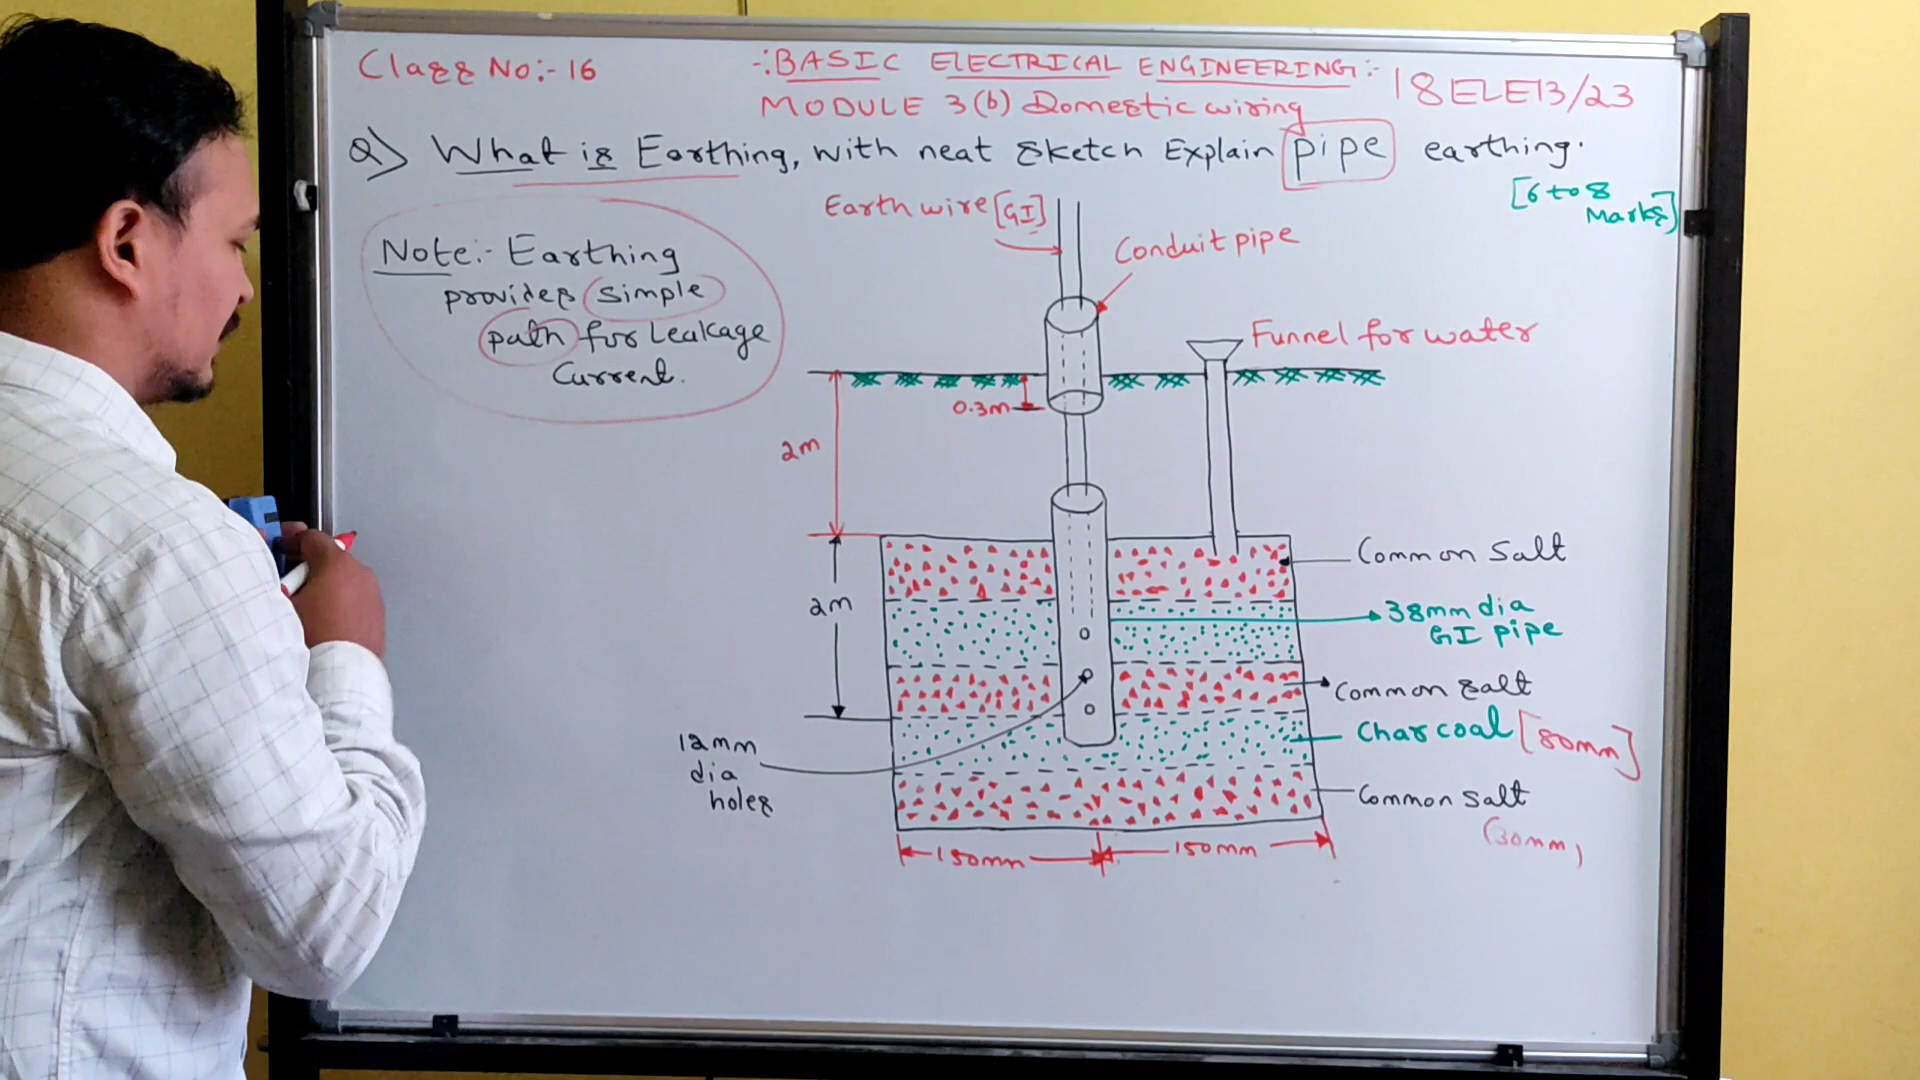 Class No:- 16
-:BASIC ELECTRICAL ENGINEERING:-
18ELE13/23
MODULE 3(b) Domestic wiring
Q) What is Earthing, with neat sketch Explain pipe earthing.
[6 to 8
Marks]
Note:- Earthing
provides simple
path for Leakage
Current.
Earth wire [GI]
Conduit pipe
Funnel for water
0.3m
2m
2m
Common Salt
38mm dia
GI pipe
Common salt
Charcoal [80mm]
Common salt
(30mm)
12mm
dia
holes
150mm
150mm